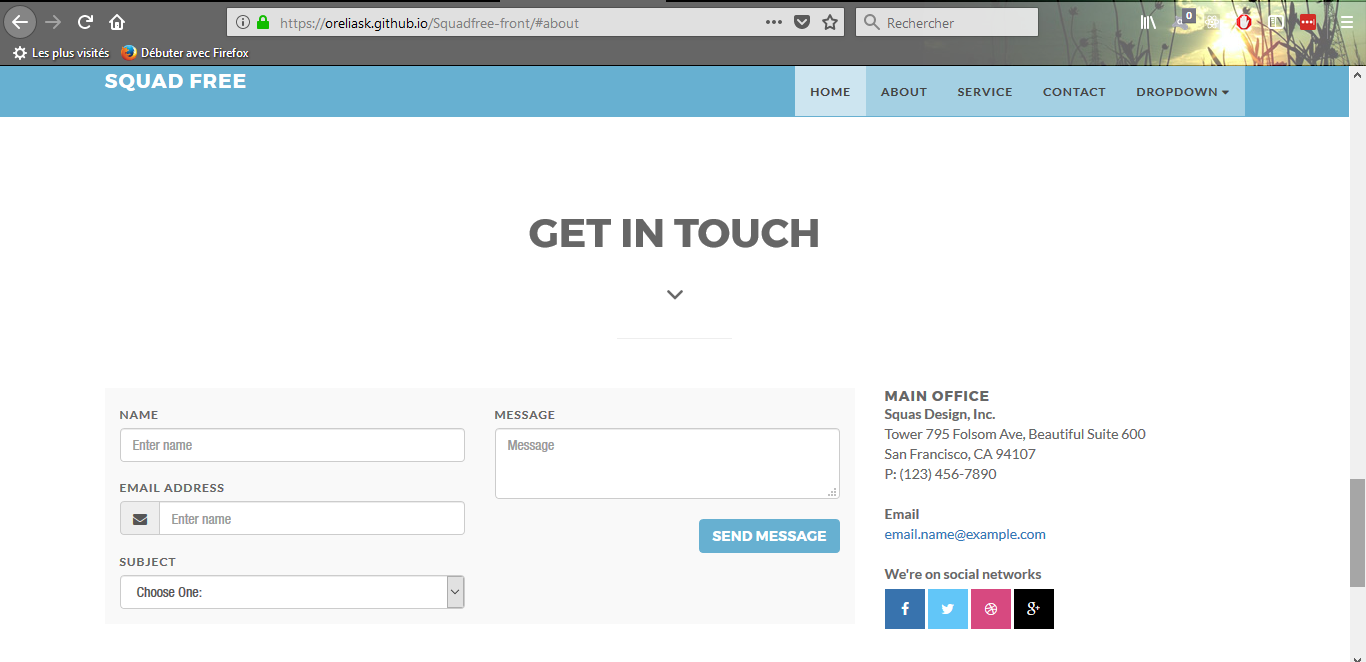 https://oreliask.github.io/Squadfree-front/#about
Rechercher
0
Les plus visités
Débuter avec Firefox
SQUAD FREE
HOME
ABOUT
SERVICE
CONTACT
DROPDOWN
GET IN TOUCH
NAME
Enter name
EMAIL ADDRESS
Enter name
SUBJECT
Choose One:
MESSAGE
Message
SEND MESSAGE
MAIN OFFICE
Squas Design, Inc.
Tower 795 Folsom Ave, Beautiful Suite 600
San Francisco, CA 94107
P: (123) 456-7890
Email
email.name@example.com
We're on social networks